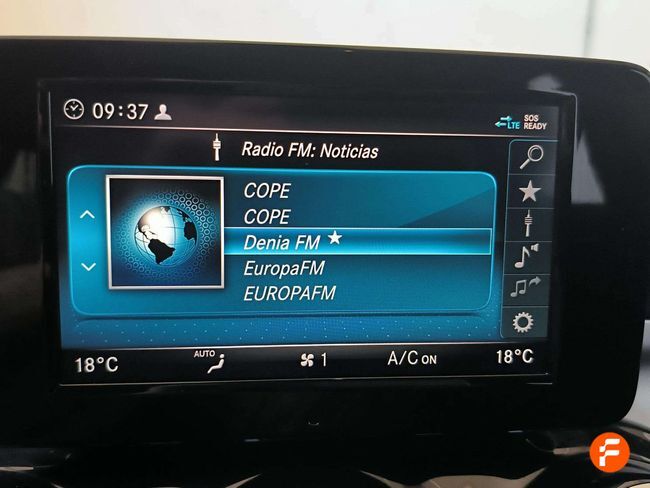 09:37
LTE SOS READY
Radio FM: Noticias
COPE
COPE
Denia FM
EuropaFM
EUROPAFM
18°C AUTO 1 A/C ON 18°C